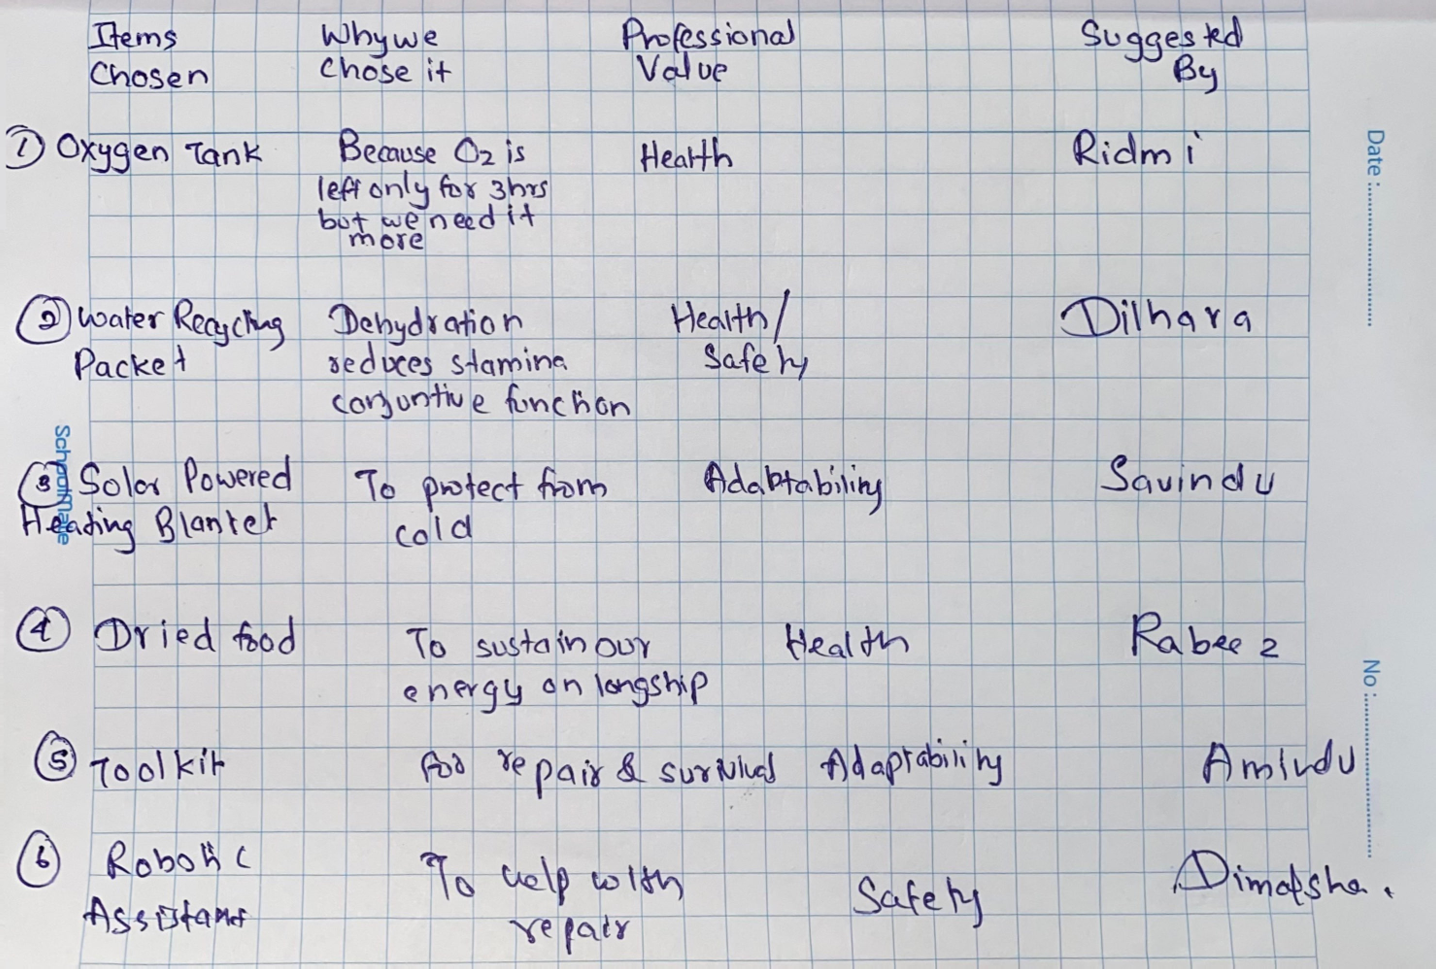 Items Why we Professional Suggested
Chosen Chose it Value By
① Oxygen Tank Because O2 is Health Ridmi
left only for 3hrs
but we need it
more
② Water Recycling Dehydration Health/ Dilhara
Packet reduces stamina Safety
conjuntive function
③ Solar Powered To protect from Adabtability Savindu
Heading Blanket cold
④ Dried food To sustain our Health Rabeez
energy on longship
⑤ Toolkit for repair & survival Adaptability Amindu
⑥ Robotic To help with Safety Dimalsha.
Assistant repair
Date :
No :
Schoolmate